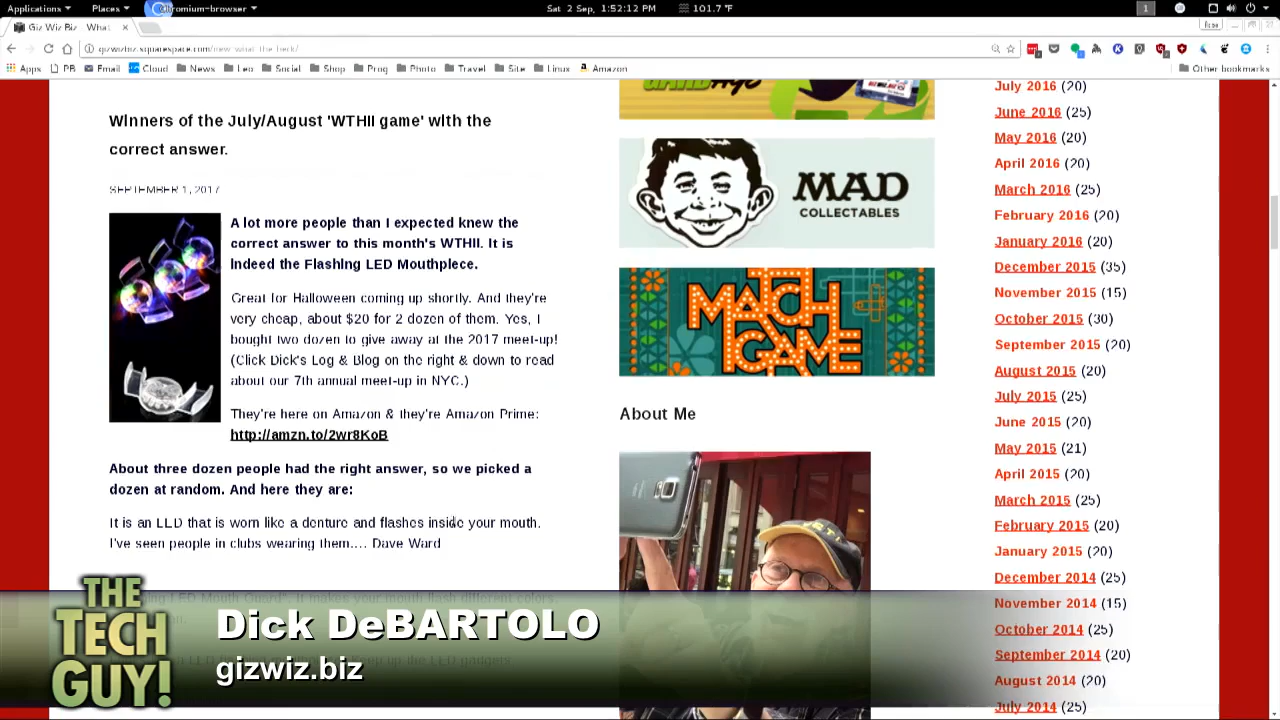 Applications
Places
Chromium-browser
Sat 2 Sep, 1:52:12 PM
101.7 °F
1
Giz Wiz Biz
gizwizbiz.squarespace.com/new-what-the-heck/
Apps
PB
Email
Cloud
News
Leo
Social
Shop
Prog
Photo
Travel
Site
Linux
Amazon
Other bookmarks
Winners of the July/August 'WTHII game' with the
correct answer.
SEPTEMBER 1, 2017
A lot more people than I expected knew the
correct answer to this month's WTHII. It is
indeed the Flashing LED Mouthpiece.
Great for Halloween coming up shortly. And they're
very cheap, about $20 for 2 dozen of them. Yes, I
bought two dozen to give away at the 2017 meet-up!
(Click Dick's Log & Blog on the right & down to read
about our 7th annual meet-up in NYC.)
They're here on Amazon & they're Amazon Prime:
http://amzn.to/2wr8KoB
About three dozen people had the right answer, so we picked a
dozen at random. And here they are:
It is an LED that is worn like a denture and flashes inside your mouth.
I've seen people in clubs wearing them.... Dave Ward
MAD
COLLECTABLES
MATCH
GAME
About Me
July 2016 (20)
June 2016 (25)
May 2016 (20)
April 2016 (20)
March 2016 (25)
February 2016 (20)
January 2016 (20)
December 2015 (35)
November 2015 (15)
October 2015 (30)
September 2015 (20)
August 2015 (20)
July 2015 (25)
June 2015 (20)
May 2015 (21)
April 2015 (20)
March 2015 (25)
February 2015 (20)
January 2015 (20)
December 2014 (25)
November 2014 (15)
October 2014 (25)
September 2014 (20)
August 2014 (20)
July 2014 (25)
THE
TECH
GUY!
Dick DeBARTOLO
gizwiz.biz